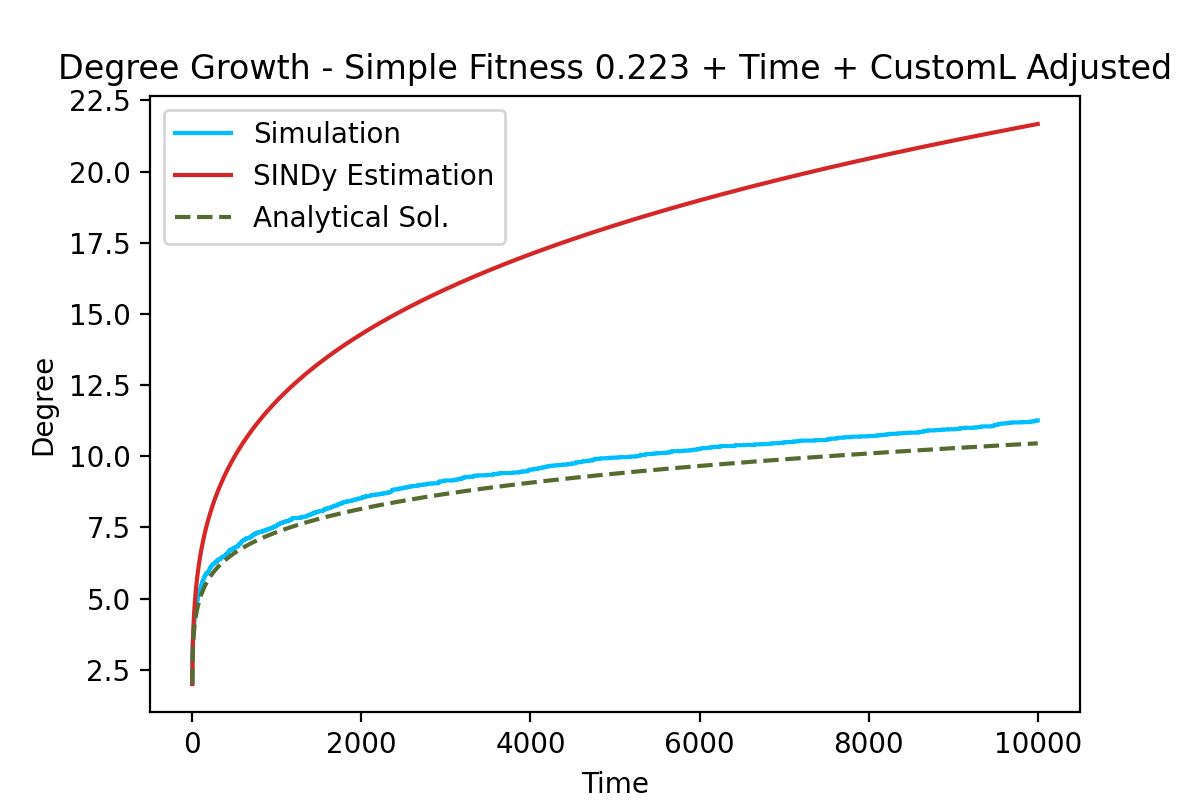 Degree Growth - Simple Fitness 0.223 + Time + CustomL Adjusted
22.5
20.0
17.5
15.0
12.5
10.0
7.5
5.0
2.5
Degree
Simulation
SINDy Estimation
Analytical Sol.
0 2000 4000 6000 8000 10000
Time